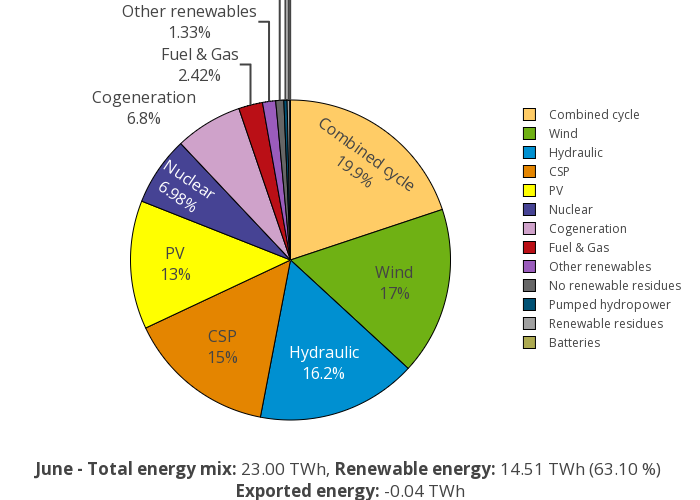 Other renewables
1.33%
Fuel & Gas
2.42%
Cogeneration
6.8%
Nuclear
6.98%
Combined cycle
19.9%
PV
13%
Wind
17%
CSP
15%
Hydraulic
16.2%
Combined cycle
Wind
Hydraulic
CSP
PV
Nuclear
Cogeneration
Fuel & Gas
Other renewables
No renewable residues
Pumped hydropower
Renewable residues
Batteries
June - Total energy mix: 23.00 TWh, Renewable energy: 14.51 TWh (63.10 %)
Exported energy: -0.04 TWh